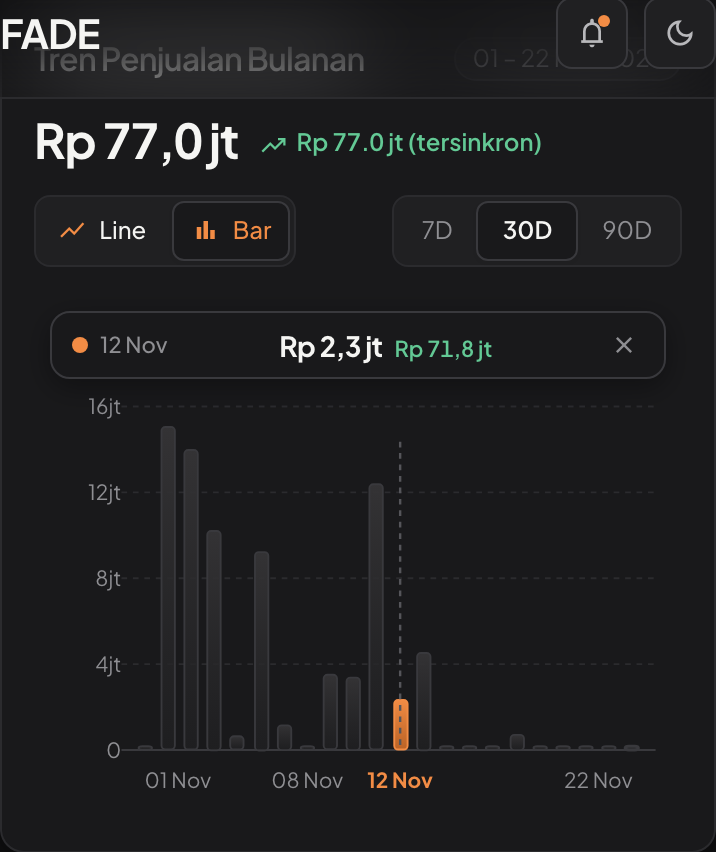 FADE
Tren Penjualan Bulanan
01 – 22
Rp 77,0 jt Rp 77.0 jt (tersinkron)
Line Bar 7D 30D 90D
12 Nov Rp 2,3 jt Rp 71,8 jt
16jt
12jt
8jt
4jt
0
01 Nov 08 Nov 12 Nov 22 Nov